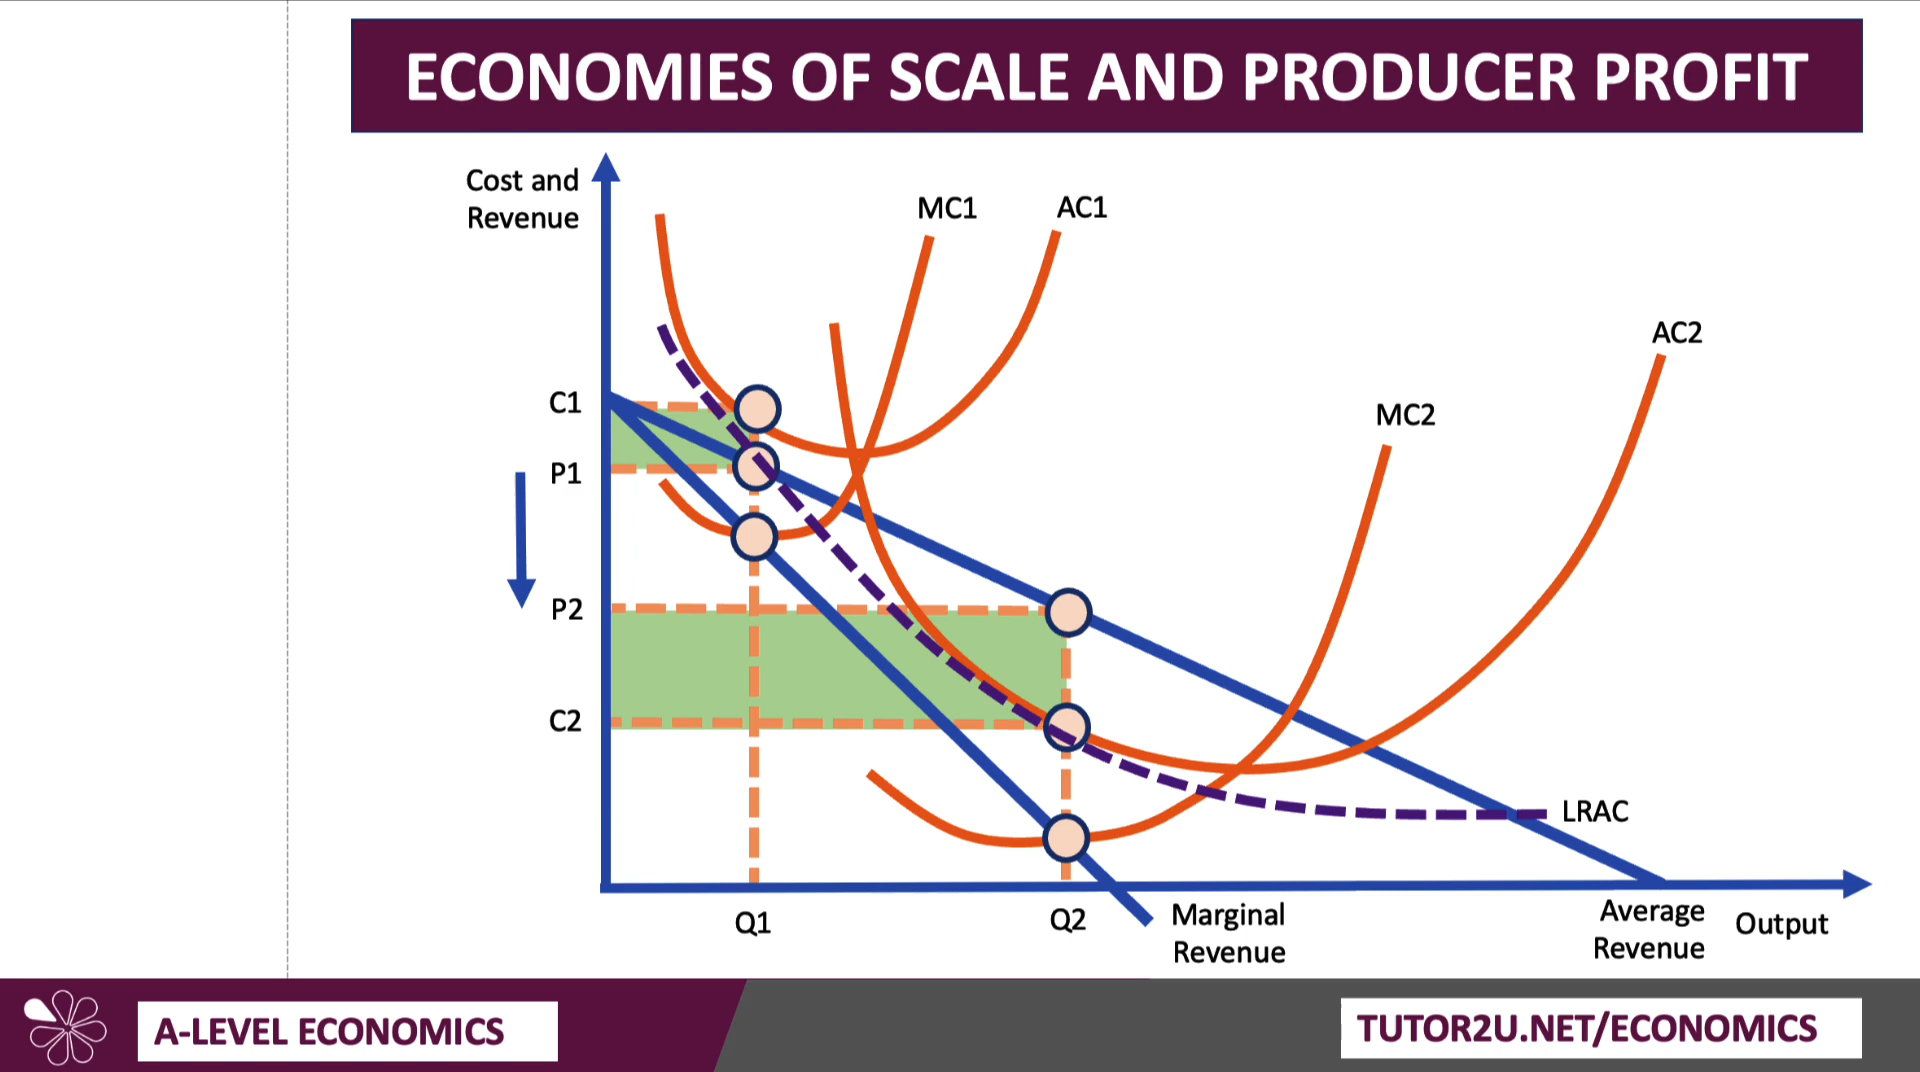 ECONOMIES OF SCALE AND PRODUCER PROFIT
Cost and
Revenue
MC1
AC1
AC2
C1
MC2
P1
P2
C2
LRAC
Q1
Q2
Marginal
Revenue
Average
Revenue
Output
A-LEVEL ECONOMICS
TUTOR2U.NET/ECONOMICS